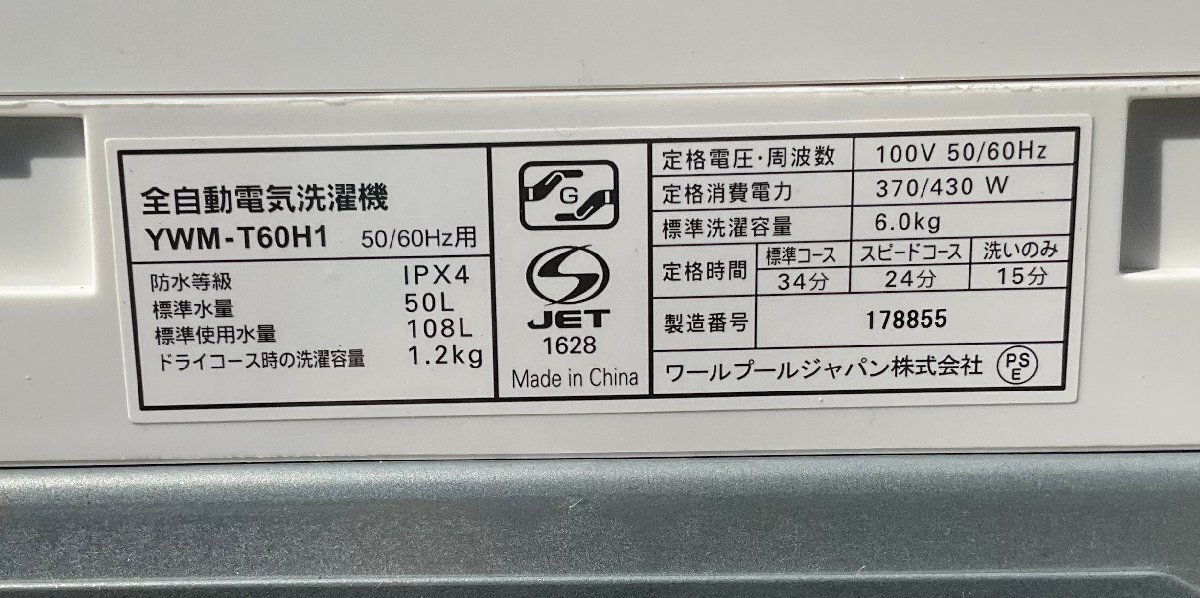 全自動電気洗濯機
YWM-T60H1 50/60Hz用
防水等級 IPX4
標準水量 50L
標準使用水量 108L
ドライコース時の洗濯容量 1.2kg
G
JET
1628
Made in China
定格電圧・周波数 100V 50/60Hz
定格消費電力 370/430 W
標準洗濯容量 6.0kg
定格時間 標準コース スピードコース 洗いのみ
34分 24分 15分
製造番号 178855
ワールプールジャパン株式会社 PSE